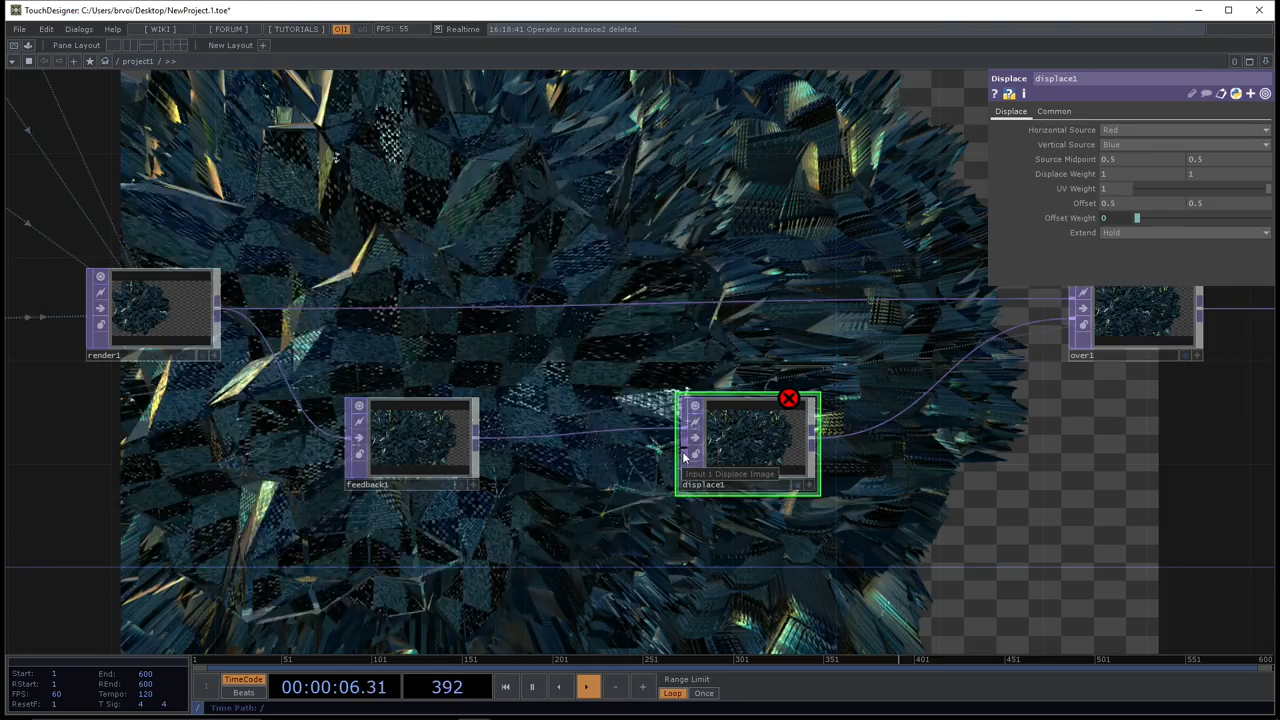 TouchDesigner: C:/Users/brvoi/Desktop/NewProject.1.toe*
File Edit Dialogs Help [ WIKI ] [ FORUM ] [ TUTORIALS ] O|I 60 FPS: 55 Realtime 16:18:41 Operator substance2 deleted.
Pane Layout New Layout +
/ project1 / >> 0
Displace displace1
? i
Displace Common
Horizontal Source Red
Vertical Source Blue
Source Midpoint 0.5 0.5
Displace Weight 1 1
UV Weight 1
Offset 0.5 0.5
Offset Weight 0
Extend Hold
render1
over1
Input 1 Displace Image
feedback1
displace1
1 51 101 151 201 251 301 351 401 451 501 551 600
Start: 1 End: 600
RStart: 1 REnd: 600
FPS: 60 Tempo: 120
ResetF: 1 T Sig: 4 4
TimeCode
Beats
00:00:06.31
392
Range Limit
Loop Once
/ Time Path: /